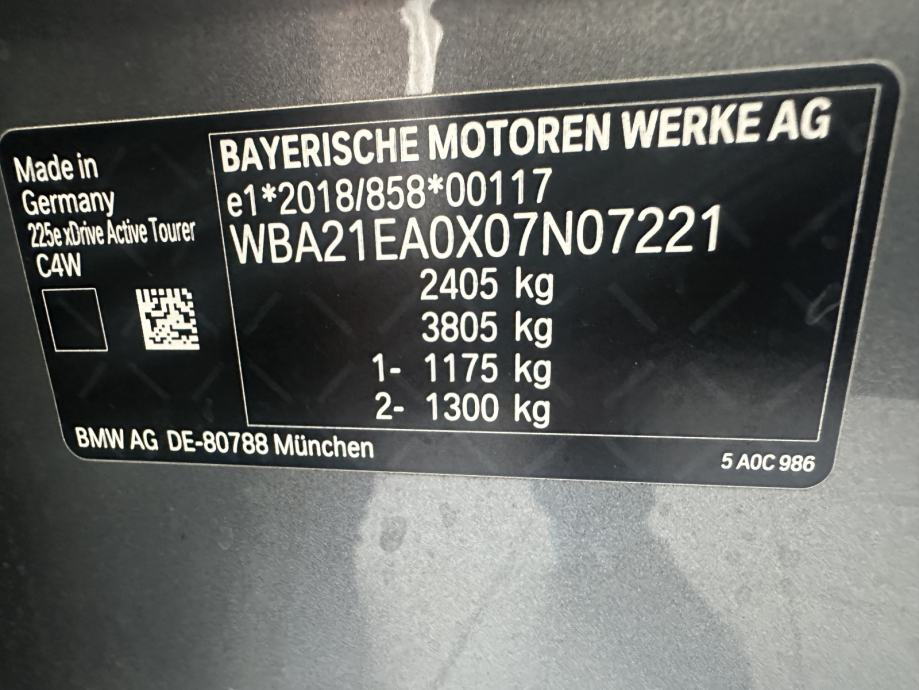 BAYERISCHE MOTOREN WERKE AG
e1*2018/858*00117
WBA21EA0X07N07221
2405 kg
3805 kg
1- 1175 kg
2- 1300 kg
Made in
Germany
225e xDrive Active Tourer
C4W
BMW AG DE-80788 München
5 A0C 986